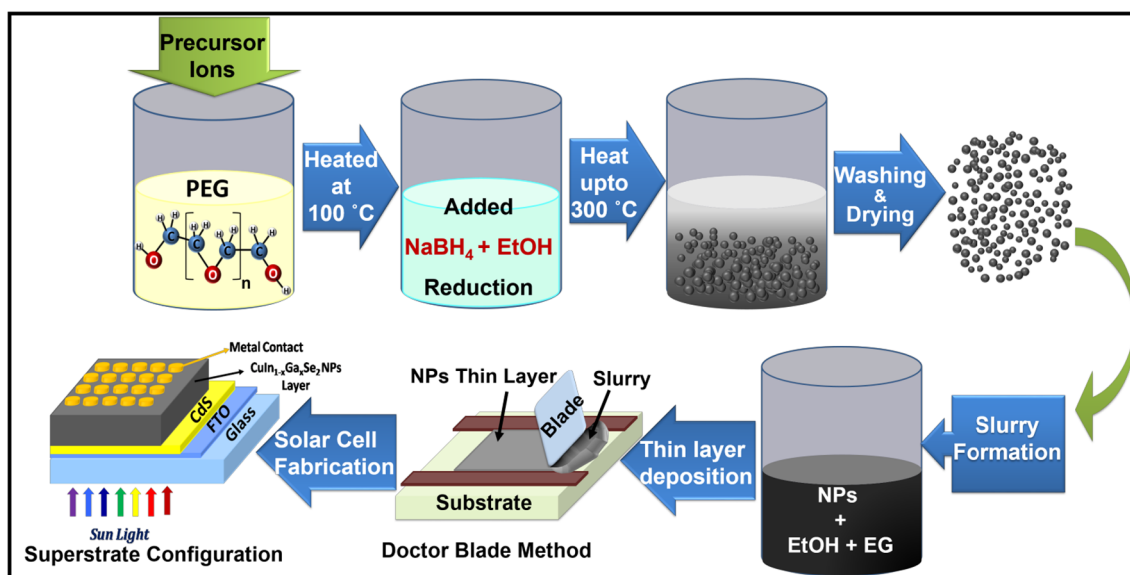 Precursor
Ions
PEG
H
H
H
H
H
H
H
H
H
C
C
C
C
O
O
O
H
n
Heated
at
100 ˚C
Added
NaBH₄ + EtOH
Reduction
Heat
upto
300 ˚C
Washing
&
Drying
Slurry
Formation
NPs
+
EtOH + EG
Thin layer
deposition
NPs Thin Layer
Slurry
Blade
Substrate
Doctor Blade Method
Solar Cell
Fabrication
Metal Contact
CuIn₁₋ₓGaₓSe₂ NPs
Layer
CdS
FTO
Glass
Sun Light
Superstrate Configuration